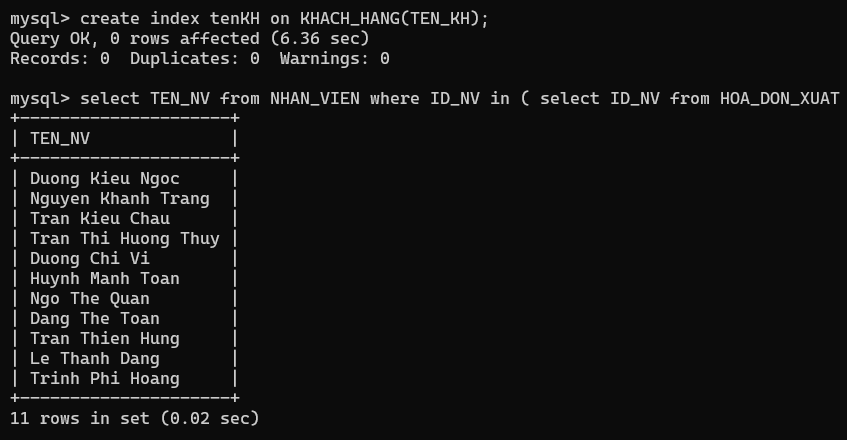 mysql> create index tenKH on KHACH_HANG(TEN_KH);
Query OK, 0 rows affected (6.36 sec)
Records: 0  Duplicates: 0  Warnings: 0

mysql> select TEN_NV from NHAN_VIEN where ID_NV in ( select ID_NV from HOA_DON_XUAT
+---------------------+
| TEN_NV              |
+---------------------+
| Duong Kieu Ngoc     |
| Nguyen Khanh Trang  |
| Tran Kieu Chau      |
| Tran Thi Huong Thuy |
| Duong Chi Vi        |
| Huynh Manh Toan     |
| Ngo The Quan        |
| Dang The Toan       |
| Tran Thien Hung     |
| Le Thanh Dang       |
| Trinh Phi Hoang     |
+---------------------+
11 rows in set (0.02 sec)